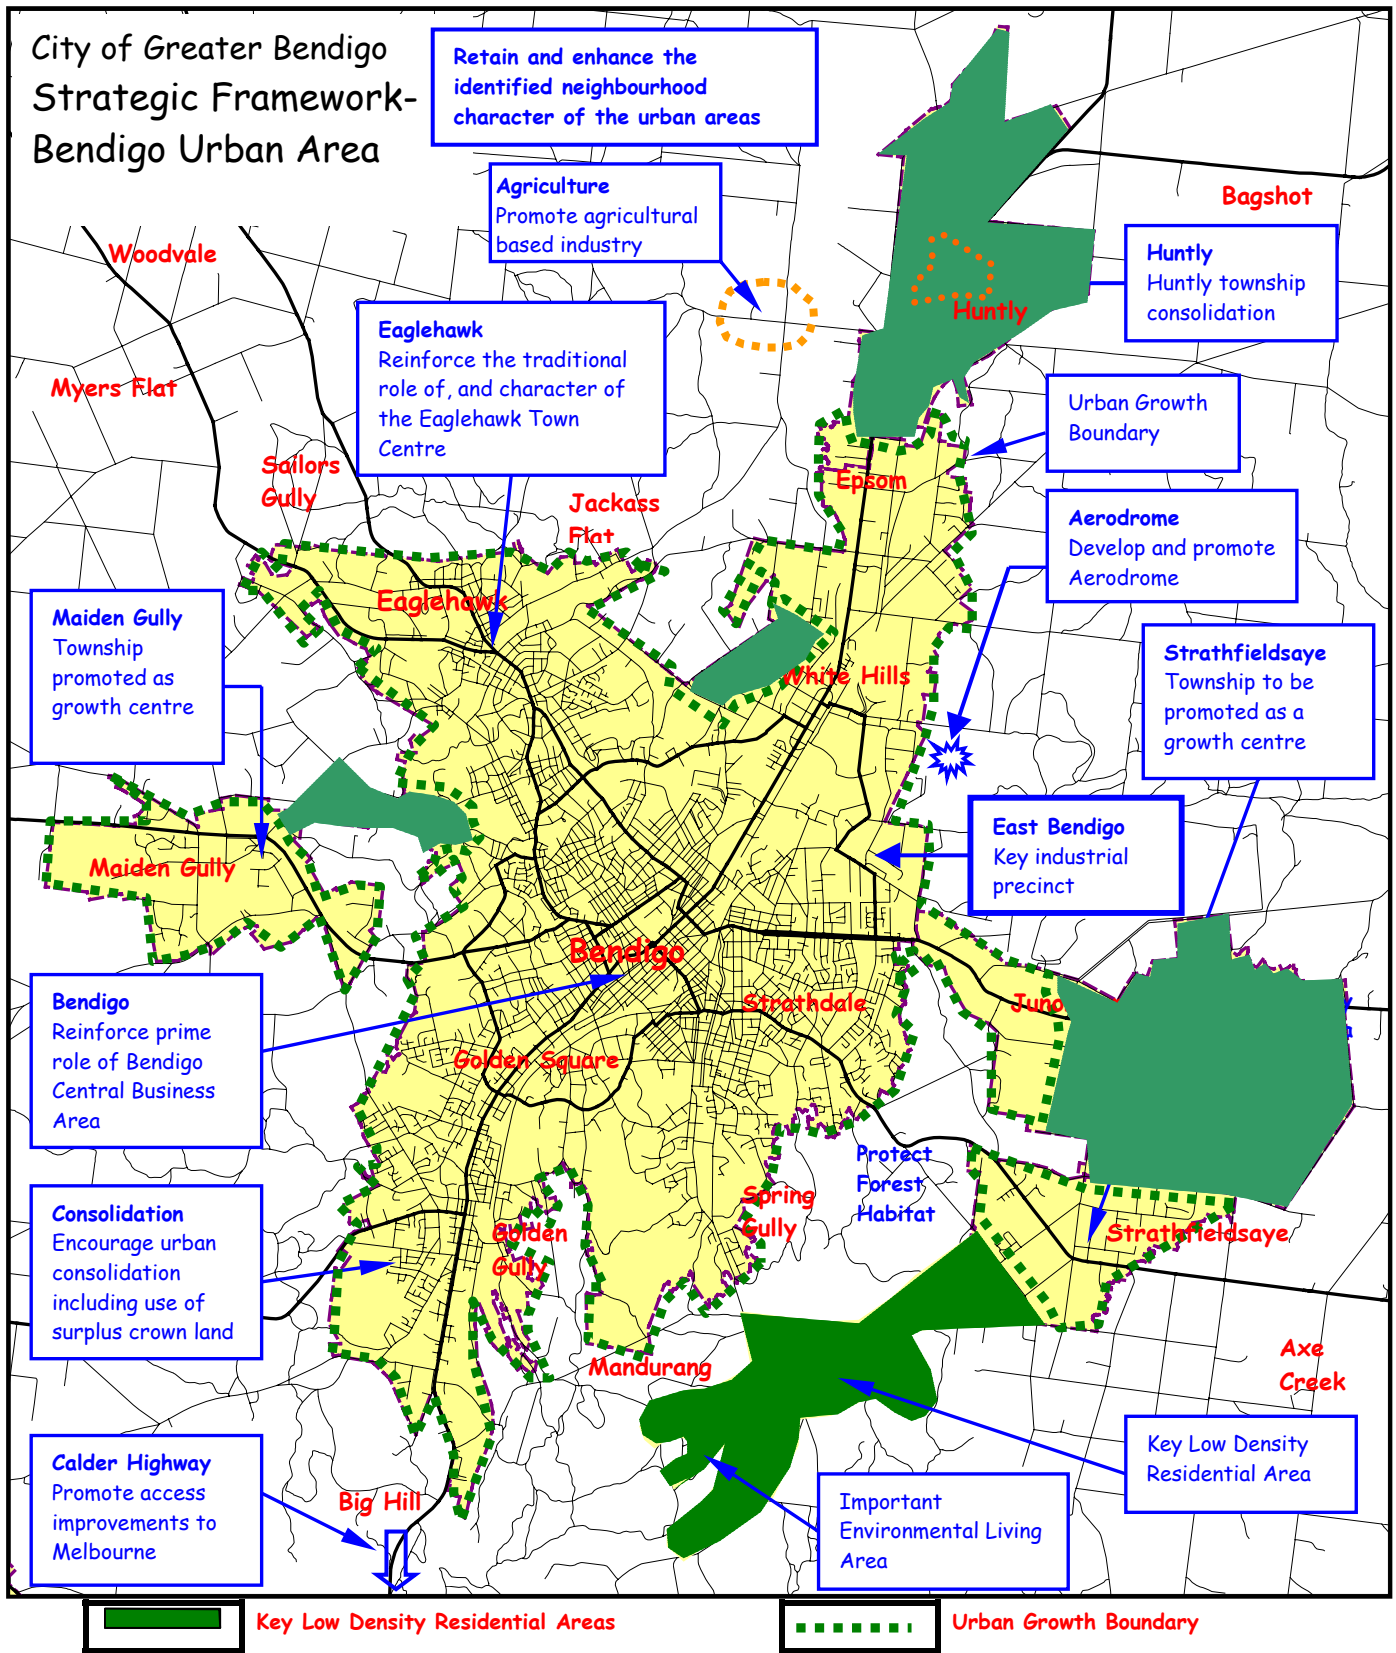 City of Greater Bendigo
Strategic Framework-
Bendigo Urban Area
Retain and enhance the
identified neighbourhood
character of the urban areas
Agriculture
Promote agricultural
based industry
Bagshot
Woodvale
Huntly
Huntly township
consolidation
Huntly
Eaglehawk
Reinforce the traditional
role of, and character of
the Eaglehawk Town
Centre
Myers Flat
Urban Growth
Boundary
Sailors
Gully
Jackass
Flat
Epsom
Aerodrome
Develop and promote
Aerodrome
Eaglehawk
Maiden Gully
Township
promoted as
growth centre
White Hills
Strathfieldsaye
Township to be
promoted as a
growth centre
East Bendigo
Key industrial
precinct
Maiden Gully
Bendigo
Strathdale
Juno
Bendigo
Reinforce prime
role of Bendigo
Central Business
Area
Golden Square
Protect
Forest
Habitat
Spring
Gully
Golden
Gully
Strathfieldsaye
Consolidation
Encourage urban
consolidation
including use of
surplus crown land
Mandurang
Axe
Creek
Key Low Density
Residential Area
Calder Highway
Promote access
improvements to
Melbourne
Big Hill
Important
Environmental Living
Area
Key Low Density Residential Areas
Urban Growth Boundary